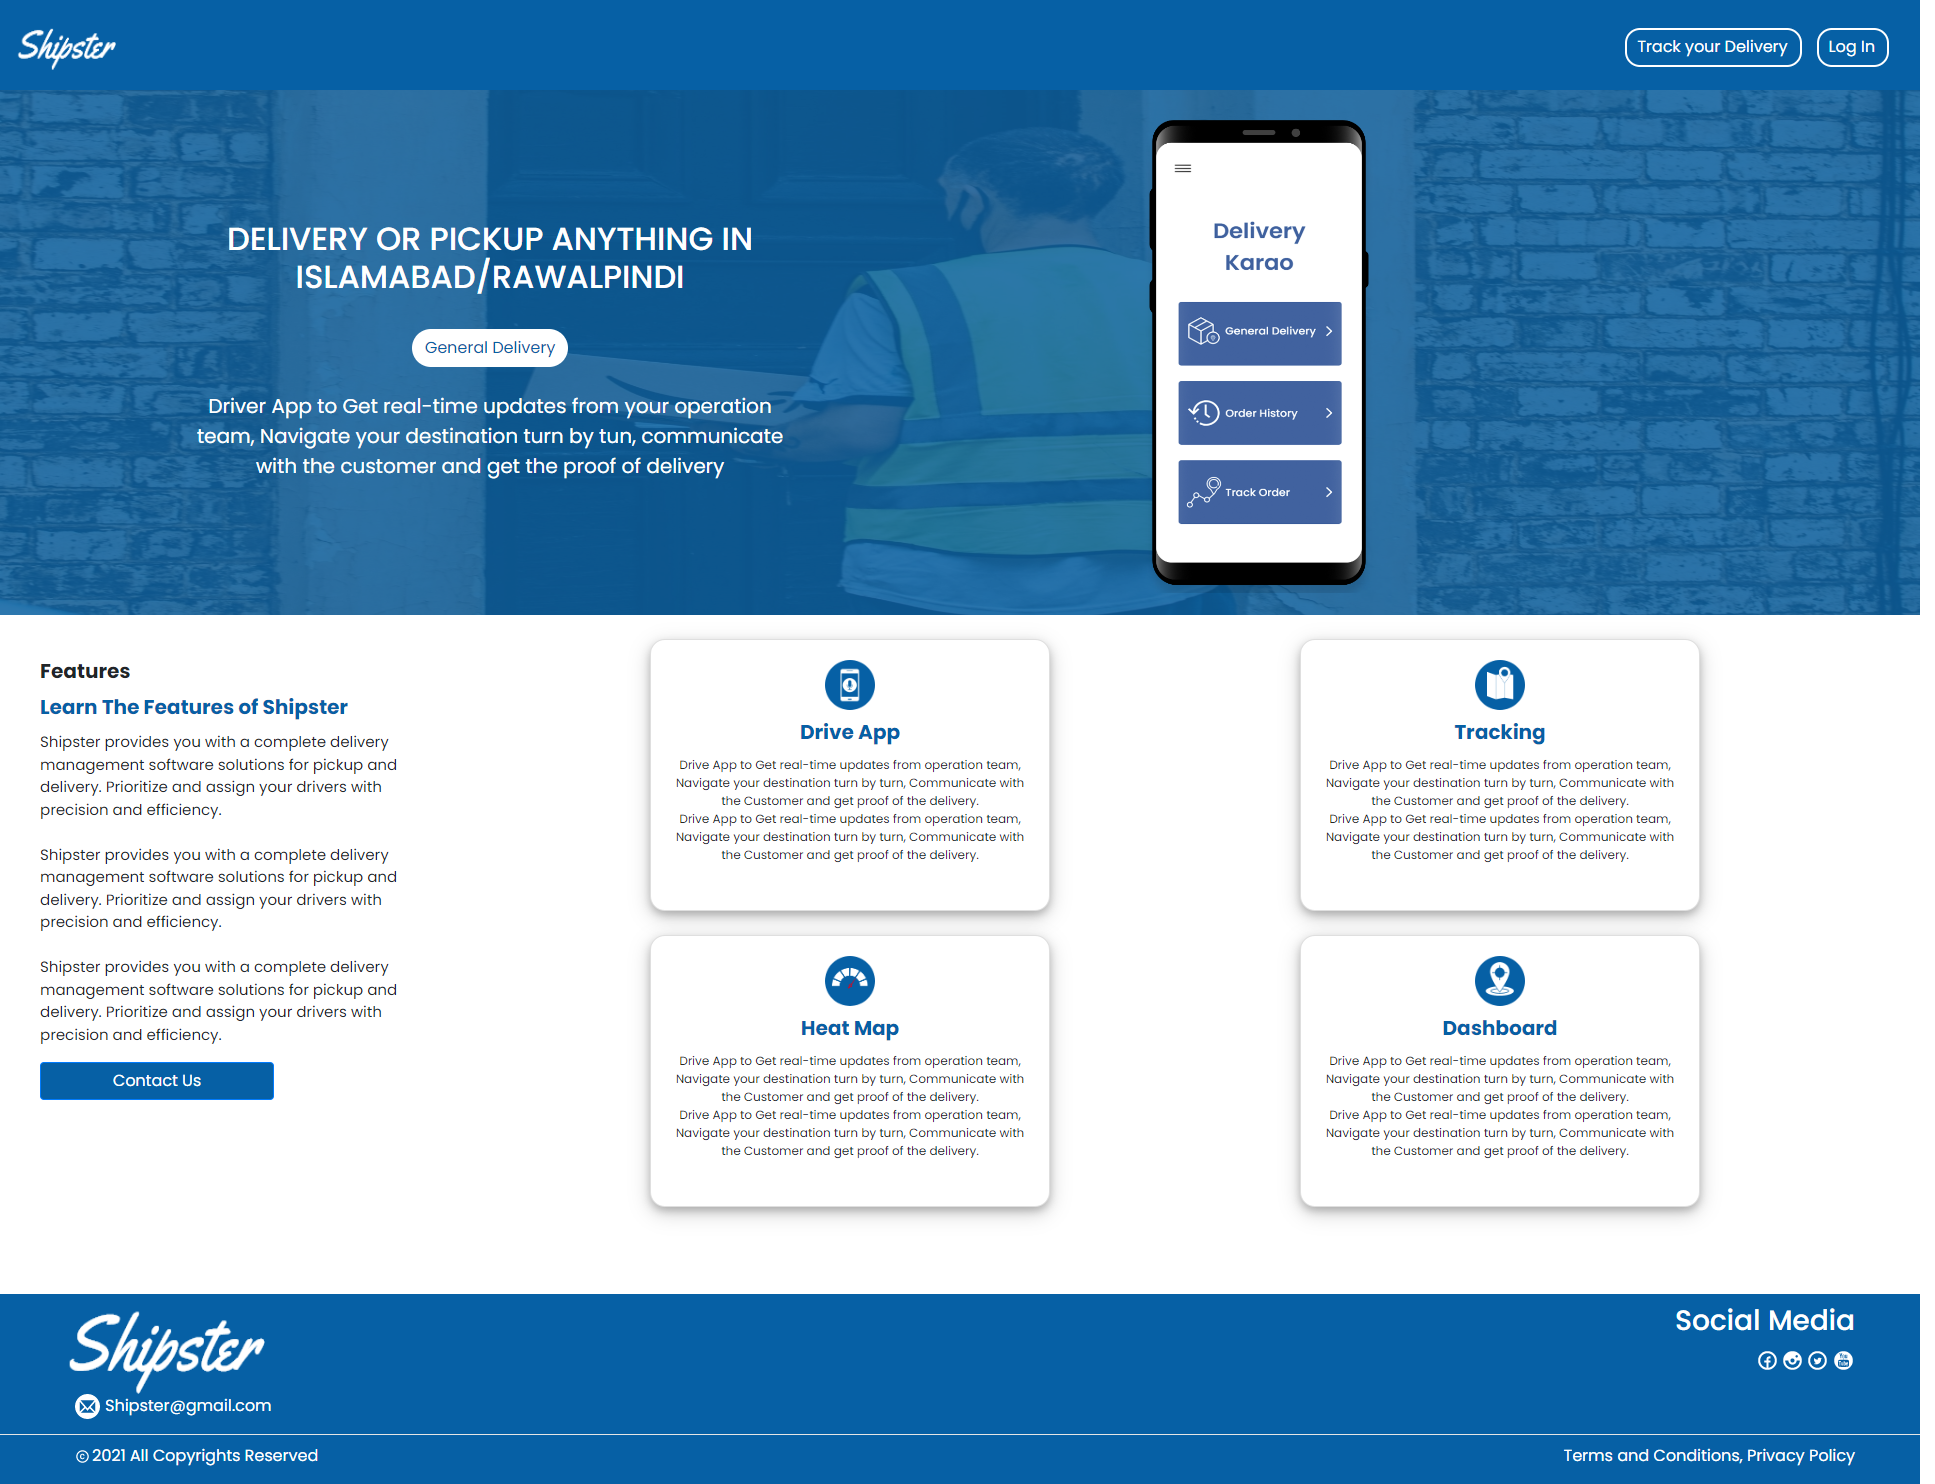 Shipster
Track your Delivery
Log In
DELIVERY OR PICKUP ANYTHING IN
ISLAMABAD/RAWALPINDI
General Delivery
Driver App to Get real-time updates from your operation
team, Navigate your destination turn by tun, communicate
with the customer and get the proof of delivery
Delivery
Karao
General Delivery
Order History
Track Order
Features
Learn The Features of Shipster
Shipster provides you with a complete delivery
management software solutions for pickup and
delivery. Prioritize and assign your drivers with
precision and efficiency.
Shipster provides you with a complete delivery
management software solutions for pickup and
delivery. Prioritize and assign your drivers with
precision and efficiency.
Shipster provides you with a complete delivery
management software solutions for pickup and
delivery. Prioritize and assign your drivers with
precision and efficiency.
Contact Us
Drive App
Drive App to Get real-time updates from operation team,
Navigate your destination turn by turn, Communicate with
the Customer and get proof of the delivery.
Drive App to Get real-time updates from operation team,
Navigate your destination turn by turn, Communicate with
the Customer and get proof of the delivery.
Tracking
Drive App to Get real-time updates from operation team,
Navigate your destination turn by turn, Communicate with
the Customer and get proof of the delivery.
Drive App to Get real-time updates from operation team,
Navigate your destination turn by turn, Communicate with
the Customer and get proof of the delivery.
Heat Map
Drive App to Get real-time updates from operation team,
Navigate your destination turn by turn, Communicate with
the Customer and get proof of the delivery.
Drive App to Get real-time updates from operation team,
Navigate your destination turn by turn, Communicate with
the Customer and get proof of the delivery.
Dashboard
Drive App to Get real-time updates from operation team,
Navigate your destination turn by turn, Communicate with
the Customer and get proof of the delivery.
Drive App to Get real-time updates from operation team,
Navigate your destination turn by turn, Communicate with
the Customer and get proof of the delivery.
Shipster
Shipster@gmail.com
Social Media
You
Tube
© 2021 All Copyrights Reserved
Terms and Conditions, Privacy Policy